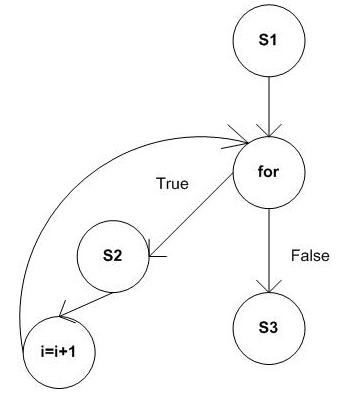 S1
for
True
S2
False
S3
i=i+1